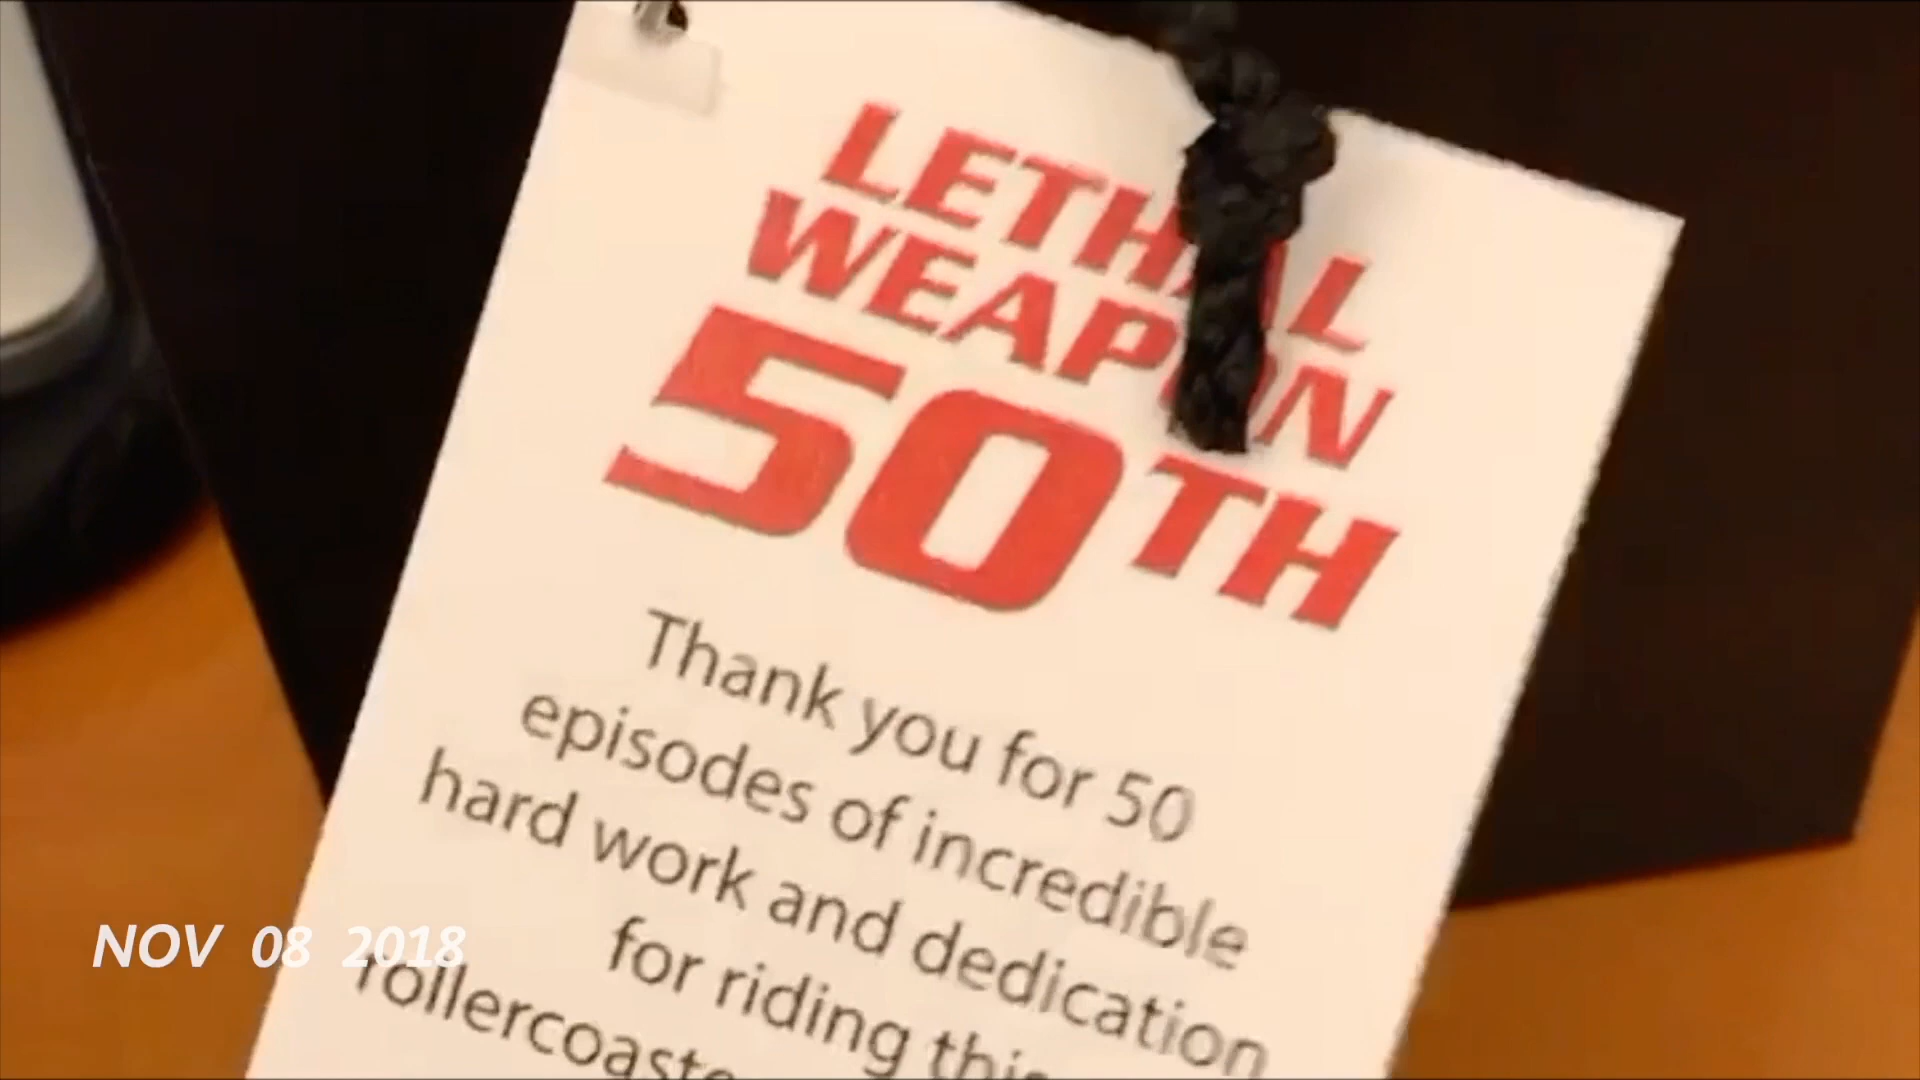 LETHAL
WEAPON
50TH
Thank you for 50
episodes of incredible
hard work and dedication
for riding this
NOV 08 2018